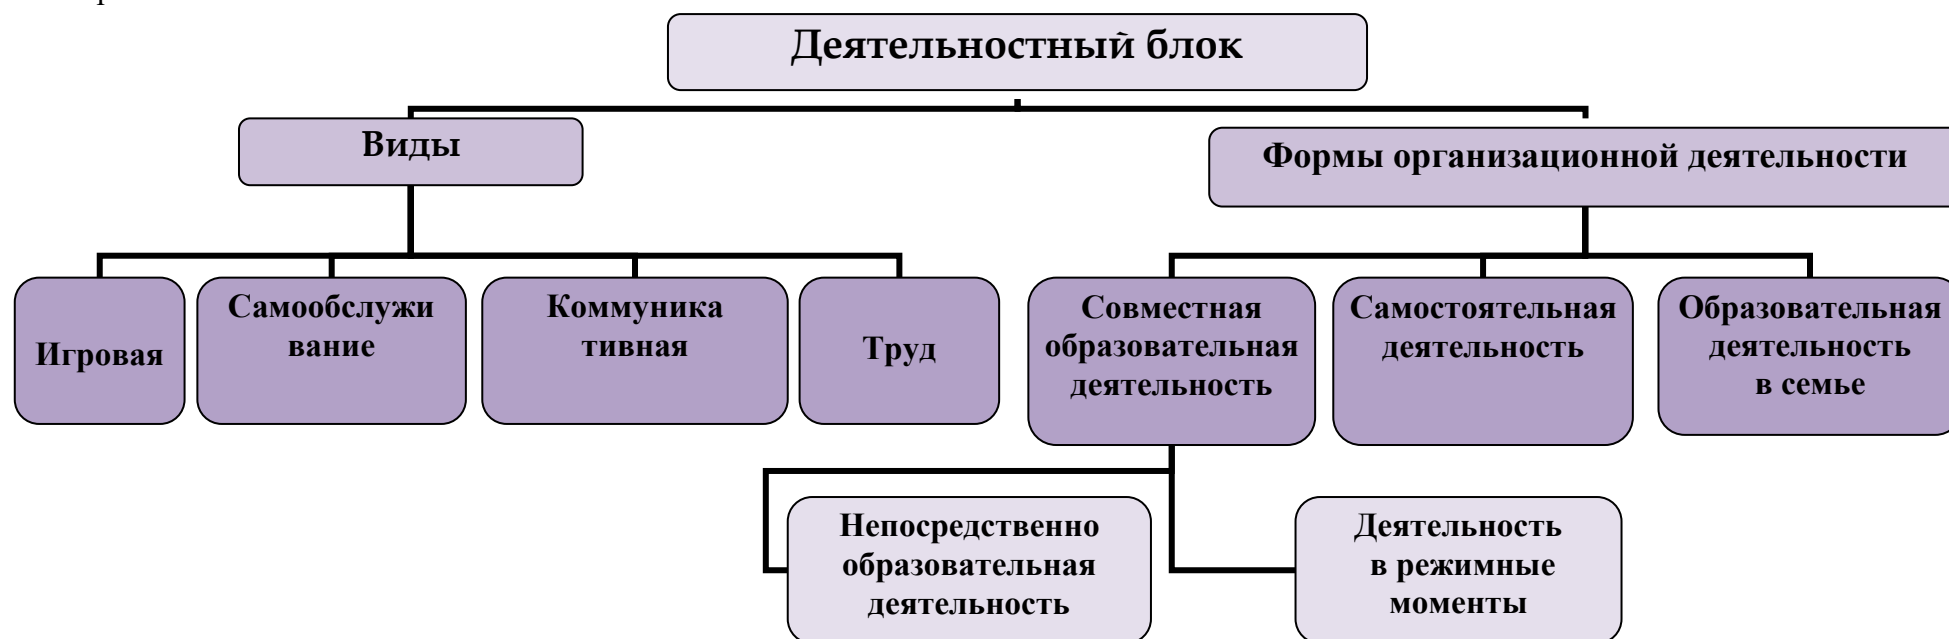 Деятельностный блок
Виды
Формы организационной деятельности
Игровая
Самообслужи
вание
Коммуника
тивная
Труд
Совместная
образовательная
деятельность
Самостоятельная
деятельность
Образовательная
деятельность
в семье
Непосредственно
образовательная
деятельность
Деятельность
в режимные
моменты